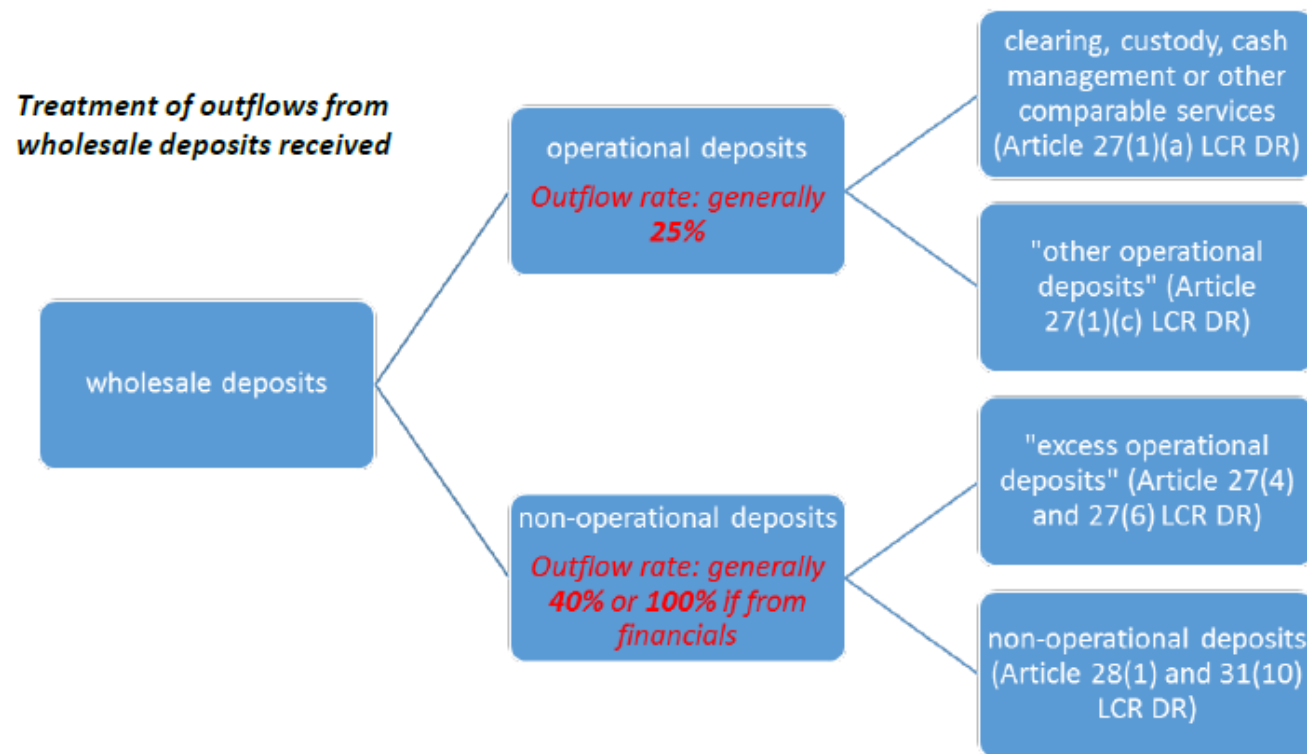 Treatment of outflows from
wholesale deposits received
wholesale deposits
operational deposits
Outflow rate: generally
25%
non-operational deposits
Outflow rate: generally
40% or 100% if from
financials
clearing, custody, cash
management or other
comparable services
(Article 27(1)(a) LCR DR)
"other operational
deposits" (Article
27(1)(c) LCR DR)
"excess operational
deposits" (Article 27(4)
and 27(6) LCR DR)
non-operational deposits
(Article 28(1) and 31(10)
LCR DR)